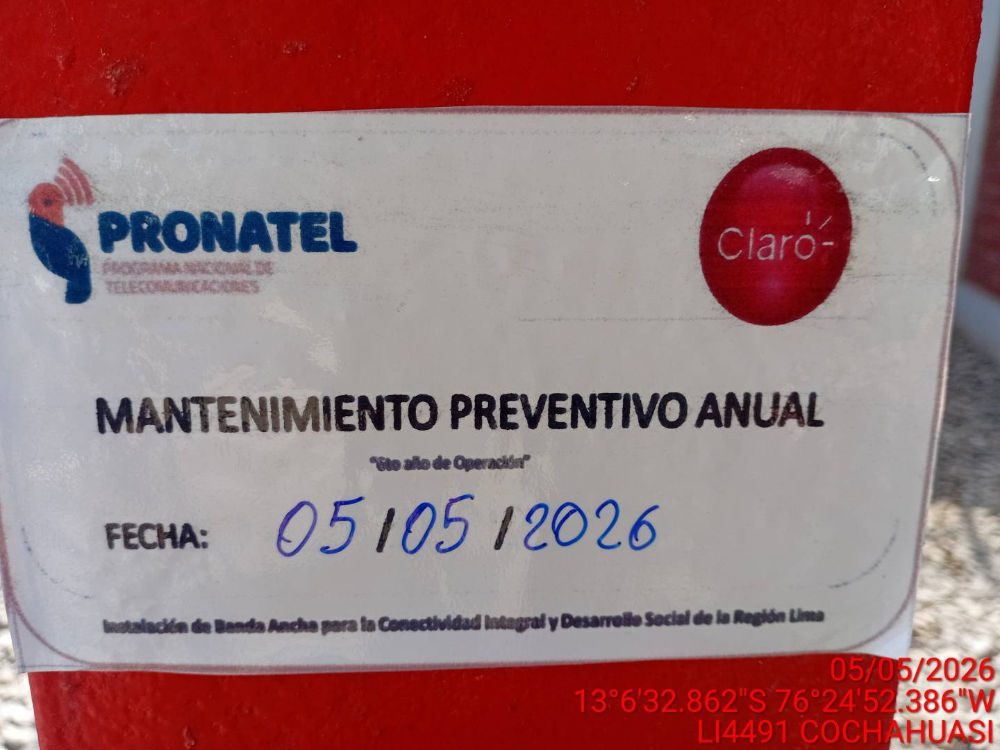 PRONATEL
PROGRAMA NACIONAL DE
TELECOMUNICACIONES
Claro
MANTENIMIENTO PREVENTIVO ANUAL
"6to año de Operación"
FECHA: 05/05/2026
Instalación de Banda Ancha para la Conectividad Integral y Desarrollo Social de la Región Lima
05/05/2026
13°6'32.862"S 76°24'52.386"W
LI4491 COCHAHUASI